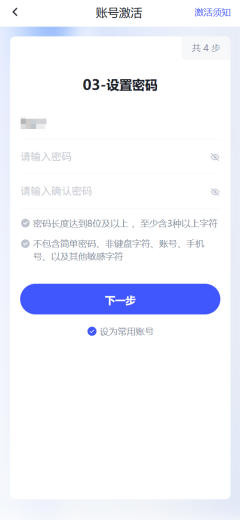 账号激活
激活须知
共 4 步
03-设置密码
请输入密码
请输入确认密码
密码长度达到8位及以上 、至少含3种以上字符
不包含简单密码、非键盘字符、账号、手机
号、以及其他敏感字符
下一步
设为常用账号